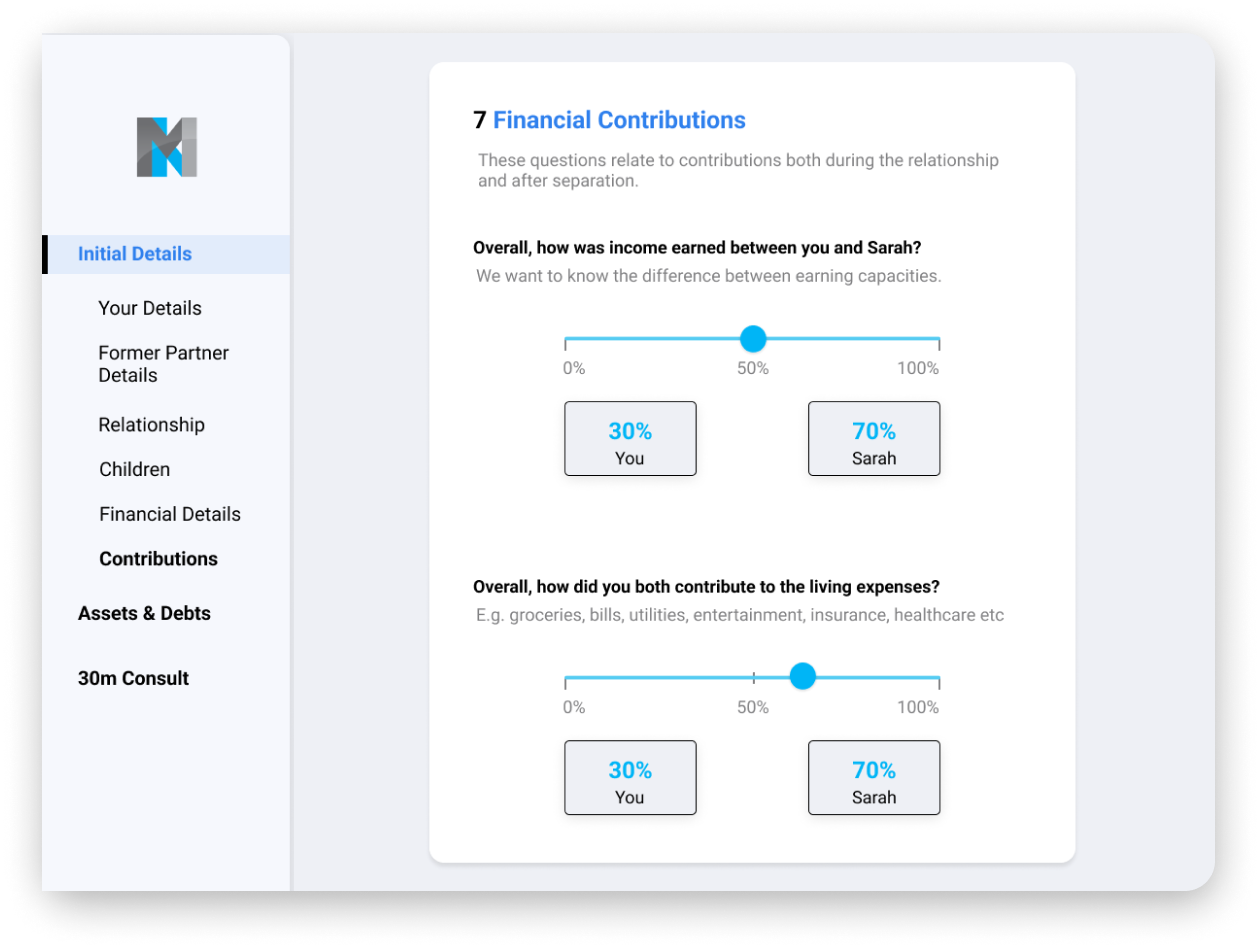 Initial Details
Your Details
Former Partner
Details
Relationship
Children
Financial Details
Contributions
Assets & Debts
30m Consult
7 Financial Contributions
These questions relate to contributions both during the relationship
and after separation.
Overall, how was income earned between you and Sarah?
We want to know the difference between earning capacities.
0% 50% 100%
30% 70%
You Sarah
Overall, how did you both contribute to the living expenses?
E.g. groceries, bills, utilities, entertainment, insurance, healthcare etc
0% 50% 100%
30% 70%
You Sarah